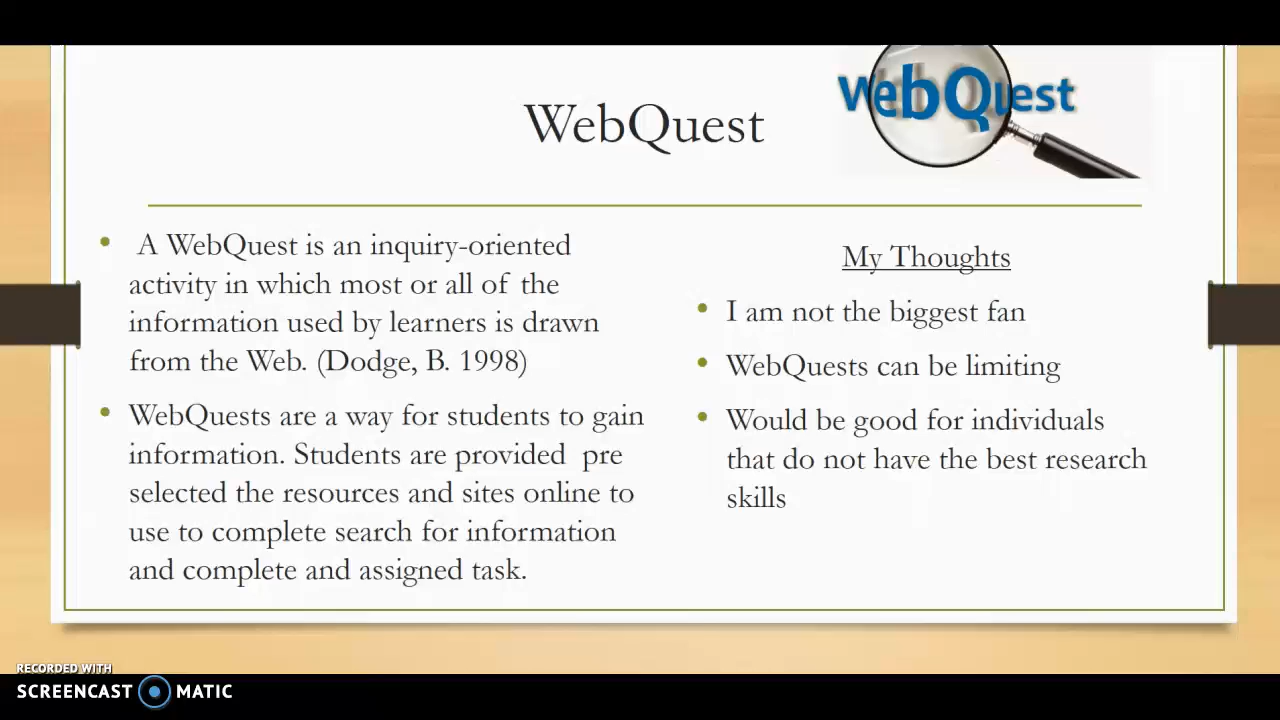 WebQuest
WebQuest
A WebQuest is an inquiry-oriented
activity in which most or all of the
information used by learners is drawn
from the Web. (Dodge, B. 1998)
WebQuests are a way for students to gain
information. Students are provided pre
selected the resources and sites online to
use to complete search for information
and complete and assigned task.
My Thoughts
I am not the biggest fan
WebQuests can be limiting
Would be good for individuals
that do not have the best research
skills
RECORDED WITH
SCREENCAST MATIC